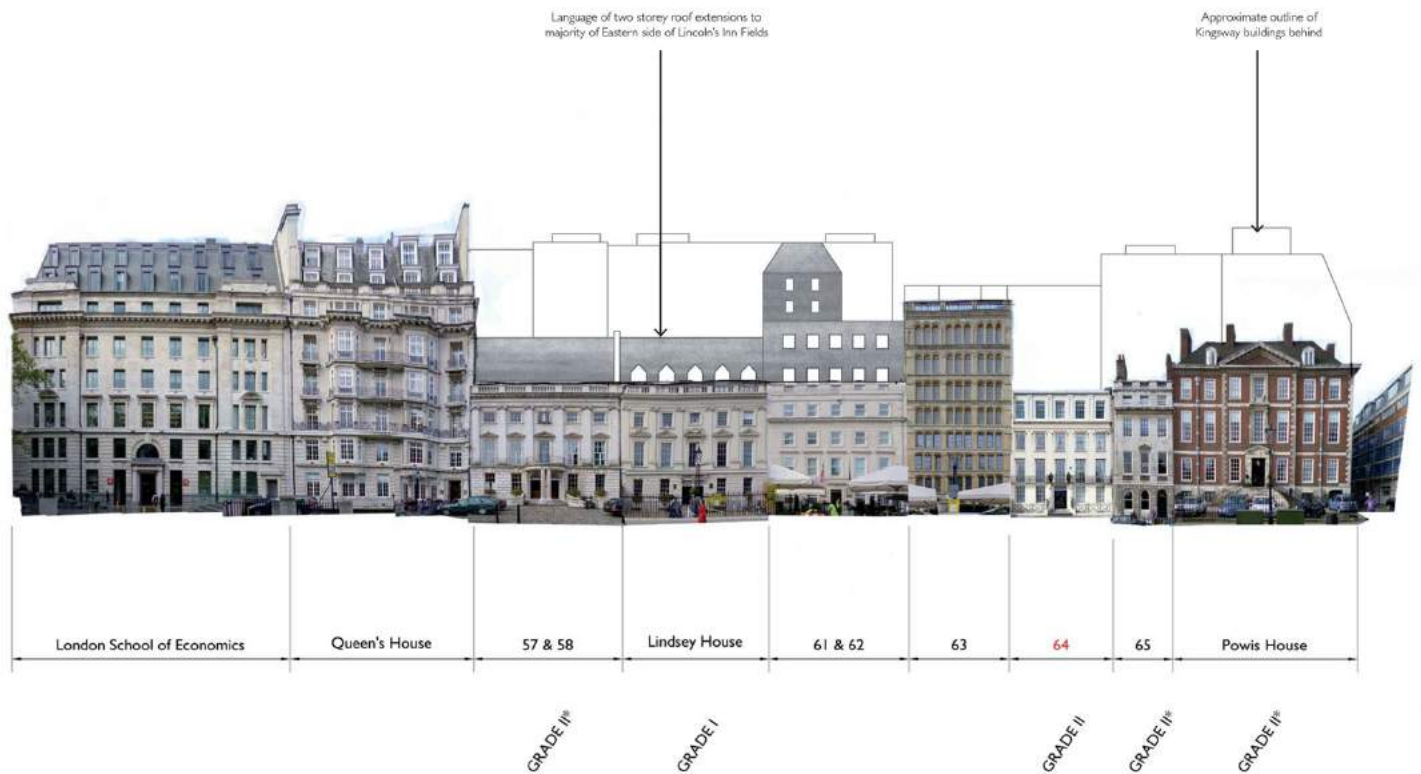 Language of two storey roof extensions to
majority of Eastern side of Lincoln's Inn Fields
Approximate outline of
Kingsway buildings behind
London School of Economics
Queen's House
57 & 58
Lindsey House
61 & 62
63
64
65
Powis House
GRADE II*
GRADE I
GRADE II
GRADE II*
GRADE II*